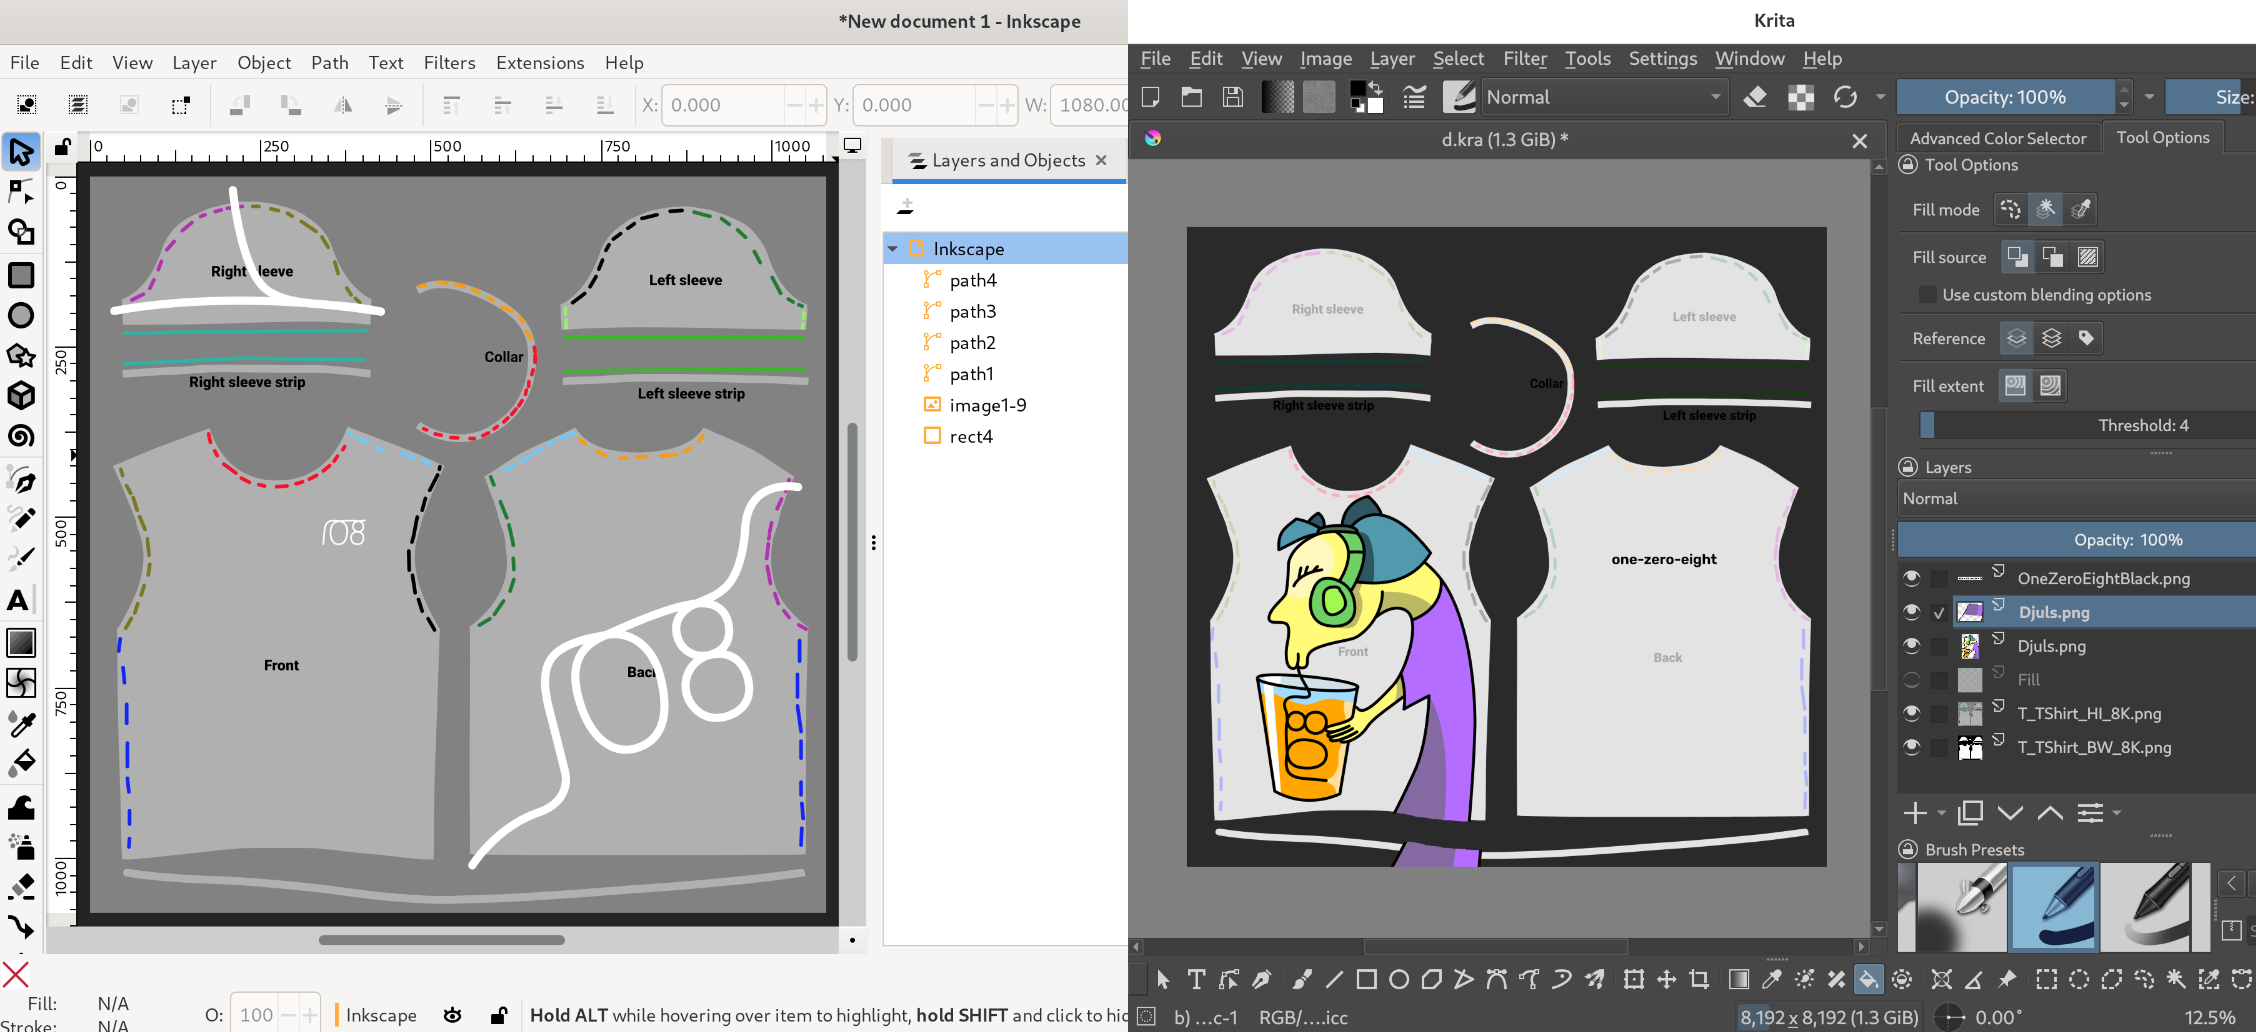 *New document 1 - Inkscape
File Edit View Layer Object Path Text Filters Extensions Help
X: 0.000 Y: 0.000 W: 1080.00
0 250 500 750 1000
0
250
500
750
1000
Right sleeve
Left sleeve
Collar
Right sleeve strip
Left sleeve strip
108
Front
Back
Layers and Objects
Inkscape
path4
path3
path2
path1
image1-9
rect4
Fill: N/A
Stroke: N/A
O: 100
Inkscape
Hold ALT while hovering over item to highlight, hold SHIFT and click to hid
Krita
File Edit View Image Layer Select Filter Tools Settings Window Help
Normal
Opacity: 100%
Size:
d.kra (1.3 GiB) *
Right sleeve
Left sleeve
Collar
Right sleeve strip
Left sleeve strip
one-zero-eight
Front
Back
Advanced Color Selector Tool Options
Tool Options
Fill mode
Fill source
Use custom blending options
Reference
Fill extent
Threshold: 4
Layers
Normal
Opacity: 100%
OneZeroEightBlack.png
Djuls.png
Djuls.png
Fill
T_TShirt_HI_8K.png
T_TShirt_BW_8K.png
Brush Presets
b) ...c-1 RGB/....icc
8,192 x 8,192 (1.3 GiB)
0.00°
12.5%